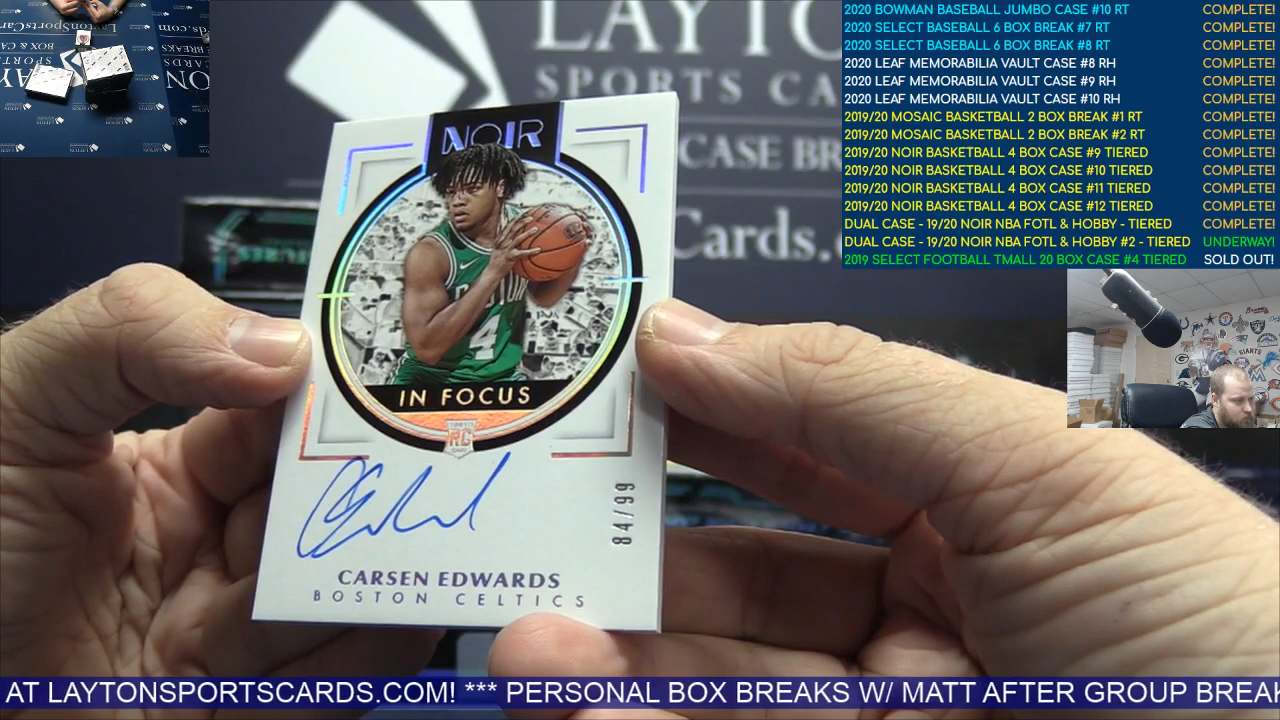 2020 BOWMAN BASEBALL JUMBO CASE #10 RT COMPLETE!
2020 SELECT BASEBALL 6 BOX BREAK #7 RT COMPLETE!
2020 SELECT BASEBALL 6 BOX BREAK #8 RT COMPLETE!
2020 LEAF MEMORABILIA VAULT CASE #8 RH COMPLETE!
2020 LEAF MEMORABILIA VAULT CASE #9 RH COMPLETE!
2020 LEAF MEMORABILIA VAULT CASE #10 RH COMPLETE!
2019/20 MOSAIC BASKETBALL 2 BOX BREAK #1 RT COMPLETE!
2019/20 MOSAIC BASKETBALL 2 BOX BREAK #2 RT COMPLETE!
2019/20 NOIR BASKETBALL 4 BOX CASE #9 TIERED COMPLETE!
2019/20 NOIR BASKETBALL 4 BOX CASE #10 TIERED COMPLETE!
2019/20 NOIR BASKETBALL 4 BOX CASE #11 TIERED COMPLETE!
2019/20 NOIR BASKETBALL 4 BOX CASE #12 TIERED COMPLETE!
DUAL CASE - 19/20 NOIR NBA FOTL & HOBBY - TIERED COMPLETE!
DUAL CASE - 19/20 NOIR NBA FOTL & HOBBY #2 - TIERED UNDERWAY!
2019 SELECT FOOTBALL TMALL 20 BOX CASE #4 TIERED SOLD OUT!
LAYTO
SPORTS CA
CASE BR
Cards.c
NOIR
BOSTON
4
IN FOCUS
RC
84/99
CARSEN EDWARDS
BOSTON CELTICS
GIANTS
AT LAYTONSPORTSCARDS.COM! *** PERSONAL BOX BREAKS W/ MATT AFTER GROUP BREAK